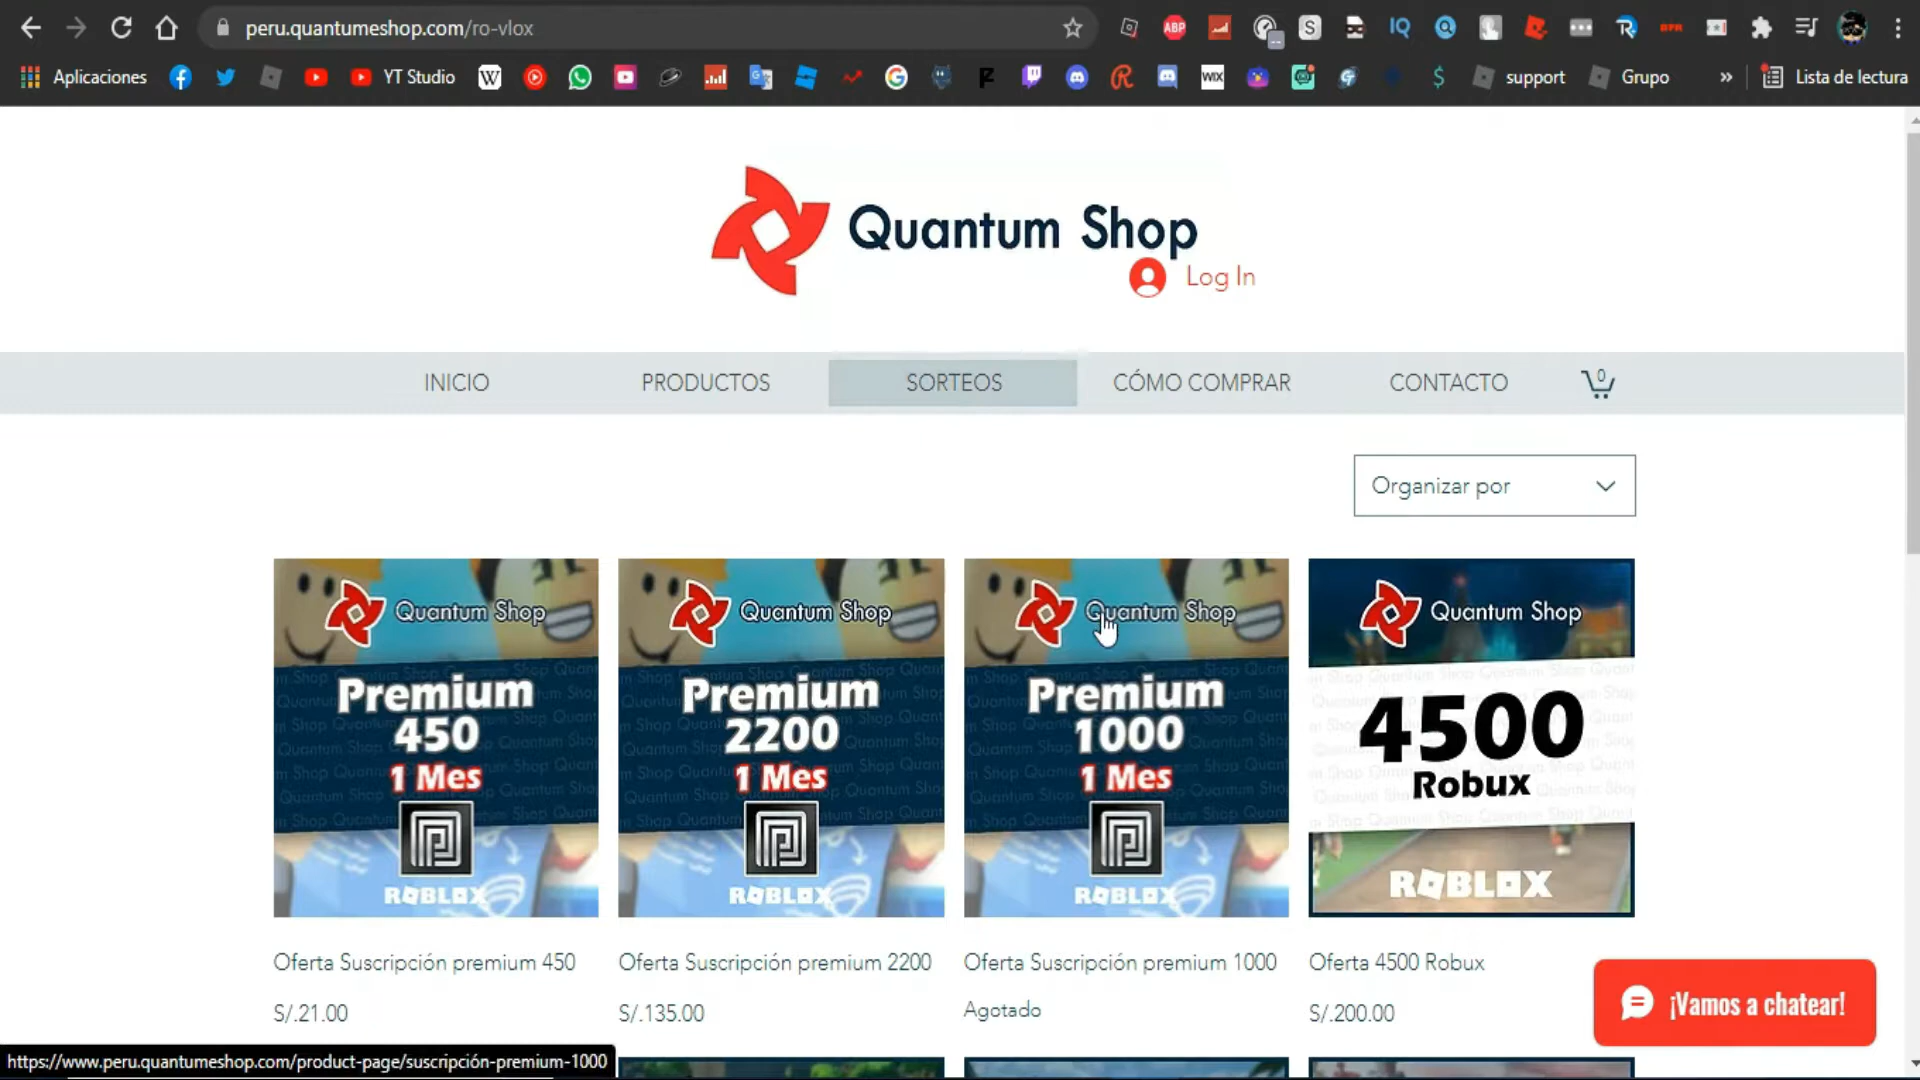 peru.quantumeshop.com/ro-vlox
ABP
S
IQ
Aplicaciones
YT Studio
W
WIX
support
Grupo
»
Lista de lectura
Quantum Shop
Log In
INICIO
PRODUCTOS
SORTEOS
CÓMO COMPRAR
CONTACTO
0
Organizar por
Quantum Shop
Premium
450
1 Mes
ROBLOX
Quantum Shop
Premium
2200
1 Mes
ROBLOX
Quantum Shop
Premium
1000
1 Mes
ROBLOX
Quantum Shop
4500
Robux
ROBLOX
Oferta Suscripción premium 450
S/.21.00
Oferta Suscripción premium 2200
S/.135.00
Oferta Suscripción premium 1000
Agotado
Oferta 4500 Robux
S/.200.00
¡Vamos a chatear!
https://www.peru.quantumeshop.com/product-page/suscripción-premium-1000